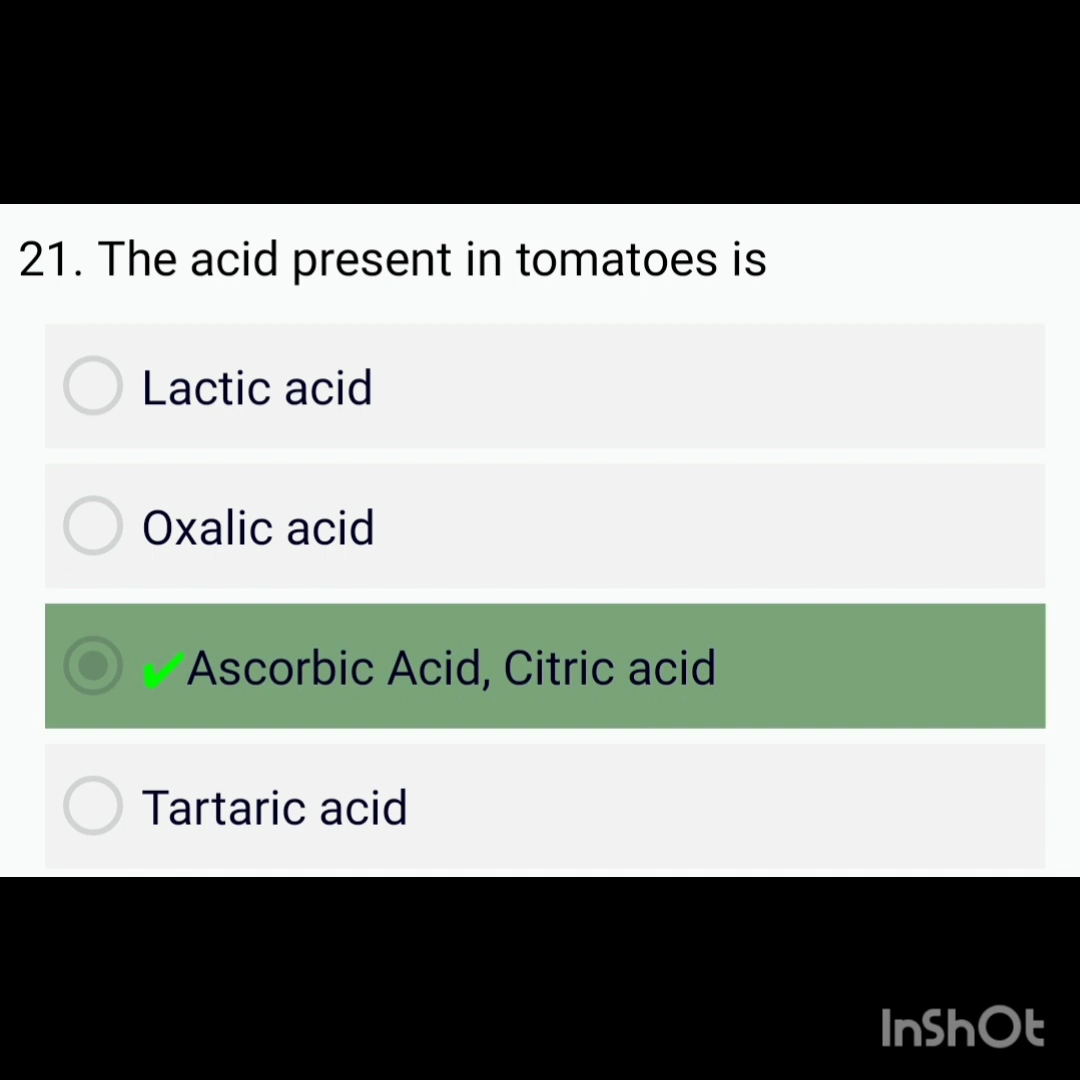 21. The acid present in tomatoes is
Lactic acid
Oxalic acid
✔Ascorbic Acid, Citric acid
Tartaric acid
InShOt